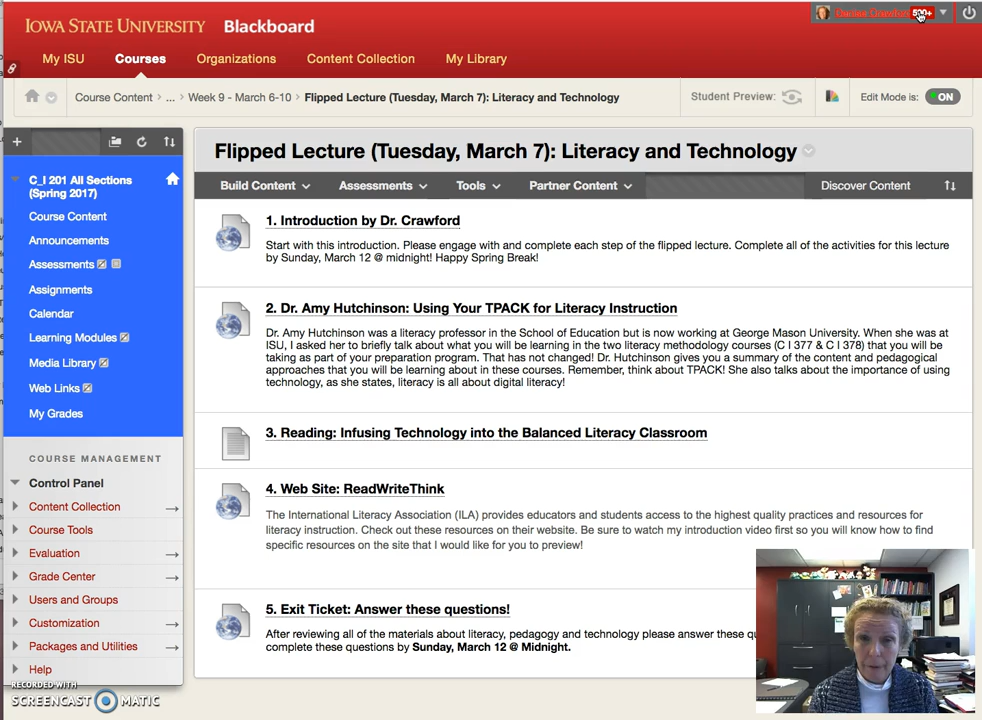 IOWA STATE UNIVERSITY Blackboard
Denise Crawford 500+
My ISU Courses Organizations Content Collection My Library
Course Content > ... > Week 9 - March 6-10 > Flipped Lecture (Tuesday, March 7): Literacy and Technology
Student Preview: Edit Mode is: ON
C_I 201 All Sections
(Spring 2017)
Course Content
Announcements
Assessments
Assignments
Calendar
Learning Modules
Media Library
Web Links
My Grades
COURSE MANAGEMENT
Control Panel
Content Collection
Course Tools
Evaluation
Grade Center
Users and Groups
Customization
Packages and Utilities
Help
RECORDED WITH
SCREENCAST MATIC
Flipped Lecture (Tuesday, March 7): Literacy and Technology
Build Content Assessments Tools Partner Content Discover Content
1. Introduction by Dr. Crawford
Start with this introduction. Please engage with and complete each step of the flipped lecture. Complete all of the activities for this lecture
by Sunday, March 12 @ midnight! Happy Spring Break!
2. Dr. Amy Hutchinson: Using Your TPACK for Literacy Instruction
Dr. Amy Hutchinson was a literacy professor in the School of Education but is now working at George Mason University. When she was at
ISU, I asked her to briefly talk about what you will be learning in the two literacy methodology courses (C I 377 & C I 378) that you will be
taking as part of your preparation program. That has not changed! Dr. Hutchinson gives you a summary of the content and pedagogical
approaches that you will be learning about in these courses. Remember, think about TPACK! She also talks about the importance of using
technology, as she states, literacy is all about digital literacy!
3. Reading: Infusing Technology into the Balanced Literacy Classroom
4. Web Site: ReadWriteThink
The International Literacy Association (ILA) provides educators and students access to the highest quality practices and resources for
literacy instruction. Check out these resources on their website. Be sure to watch my introduction video first so you will know how to find
specific resources on the site that I would like for you to preview!
5. Exit Ticket: Answer these questions!
After reviewing all of the materials about literacy, pedagogy and technology please answer these qu
complete these questions by Sunday, March 12 @ Midnight.